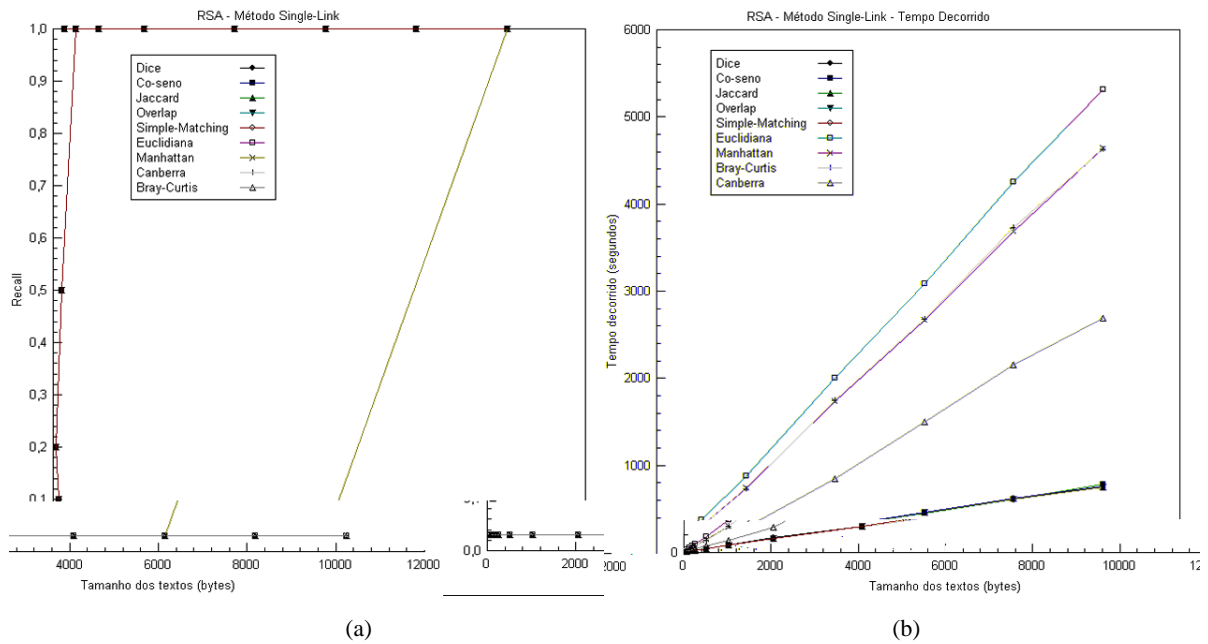 RSA - Método Single-Link
1,0
0,9
0,8
0,7
0,6
0,5
0,4
0,3
0,2
0,1
Recall
Dice
Co-seno
Jaccard
Overlap
Simple-Matching
Euclidiana
Manhattan
Canberra
Bray-Curtis
4000 6000 8000 10000 12000
Tamanho dos textos (bytes)
0,0
0 2000
(a)
RSA - Método Single-Link - Tempo Decorrido
6000
5000
4000
3000
2000
1000
0
Tempo decorrido (segundos)
Dice
Co-seno
Jaccard
Overlap
Simple-Matching
Euclidiana
Manhattan
Bray-Curtis
Canberra
0 2000 4000 6000 8000 10000
Tamanho dos textos (bytes)
(b)